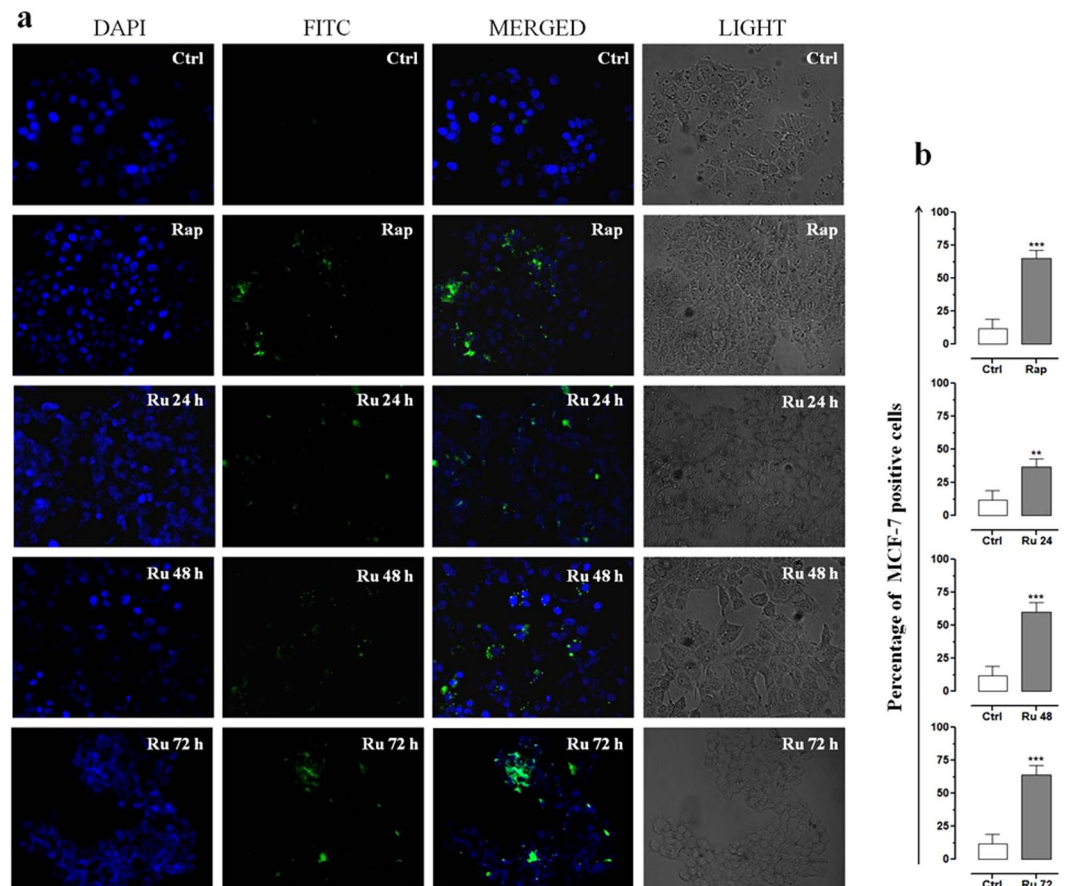 a
DAPI FITC MERGED LIGHT
Ctrl Ctrl Ctrl Ctrl
Rap Rap Rap Rap
Ru 24 h Ru 24 h Ru 24 h Ru 24 h
Ru 48 h Ru 48 h Ru 48 h Ru 48 h
Ru 72 h Ru 72 h Ru 72 h Ru 72 h
b
Percentage of MCF-7 positive cells
100
75
50
25
0
***
Ctrl Rap
100
75
50
25
0
**
Ctrl Ru 24
100
75
50
25
0
***
Ctrl Ru 48
100
75
50
25
0
***
Ctrl Ru 72